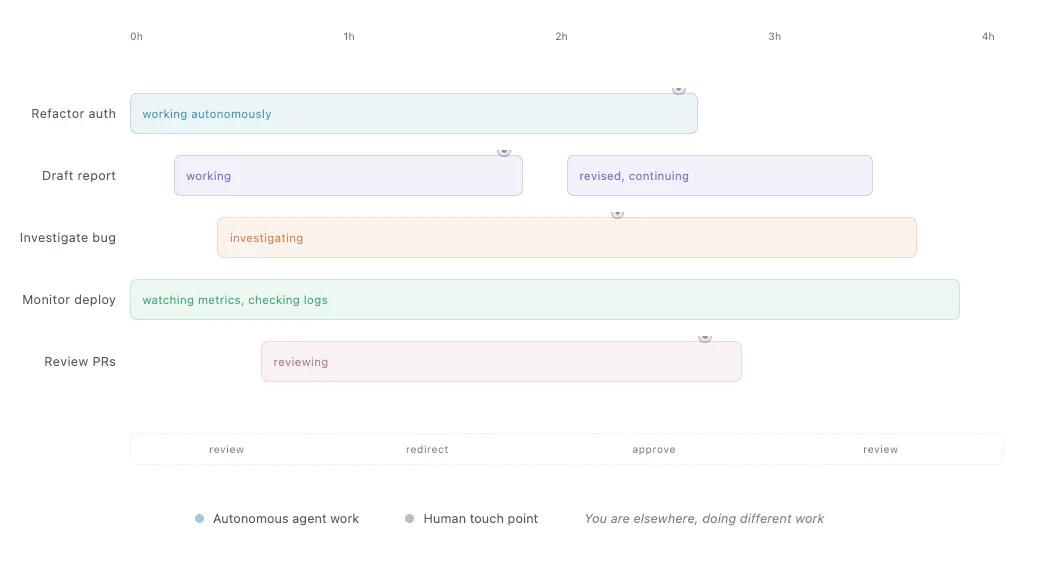 0h 1h 2h 3h 4h
Refactor auth working autonomously
Draft report working revised, continuing
Investigate bug investigating
Monitor deploy watching metrics, checking logs
Review PRs reviewing
review redirect approve review
Autonomous agent work Human touch point You are elsewhere, doing different work